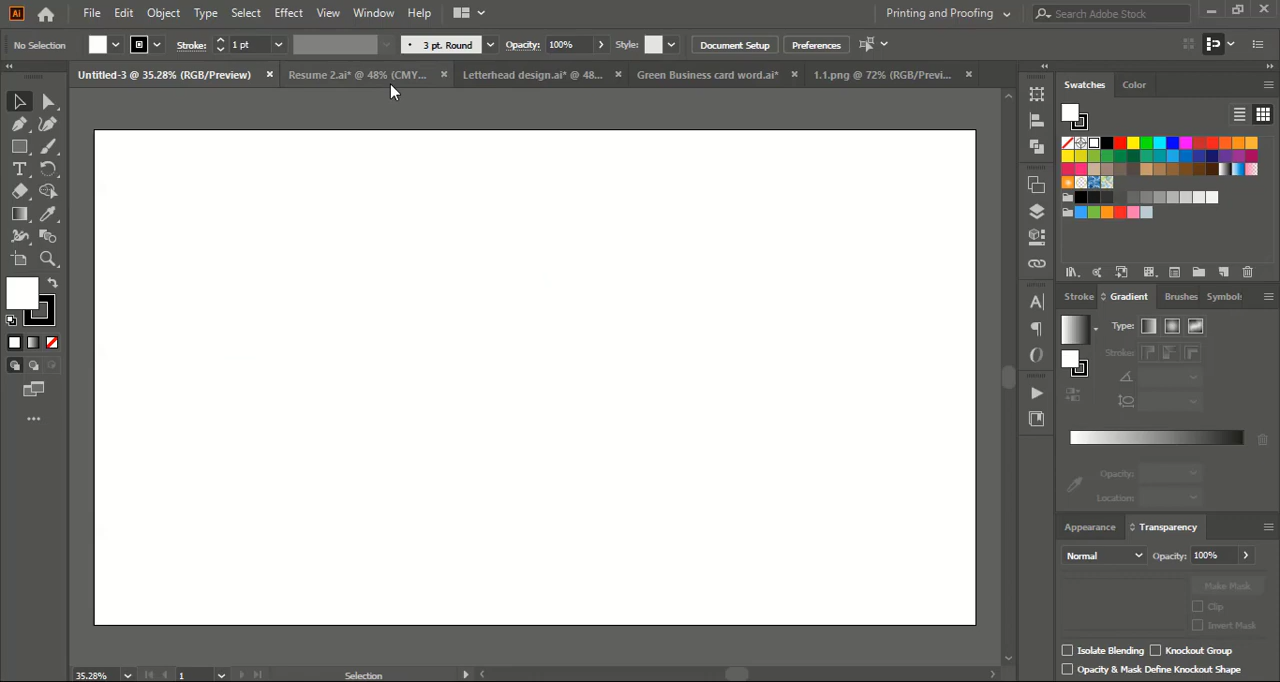 Ai File Edit Object Type Select Effect View Window Help Printing and Proofing Search Adobe Stock
No Selection Stroke: 1 pt 3 pt. Round Opacity: 100% Style: Document Setup Preferences
Untitled-3 @ 35.28% (RGB/Preview) Resume 2.ai* @ 48% (CMY... Letterhead design.ai* @ 48... Green Business card word.ai* 1.1.png @ 72% (RGB/Previ...
Swatches Color
Stroke Gradient Brushes Symbol:
Type:
Stroke:
Opacity:
Location:
Appearance Transparency
Normal Opacity: 100%
Make Mask
Clip
Invert Mask
Isolate Blending Knockout Group
Opacity & Mask Define Knockout Shape
35.28% 1 Selection